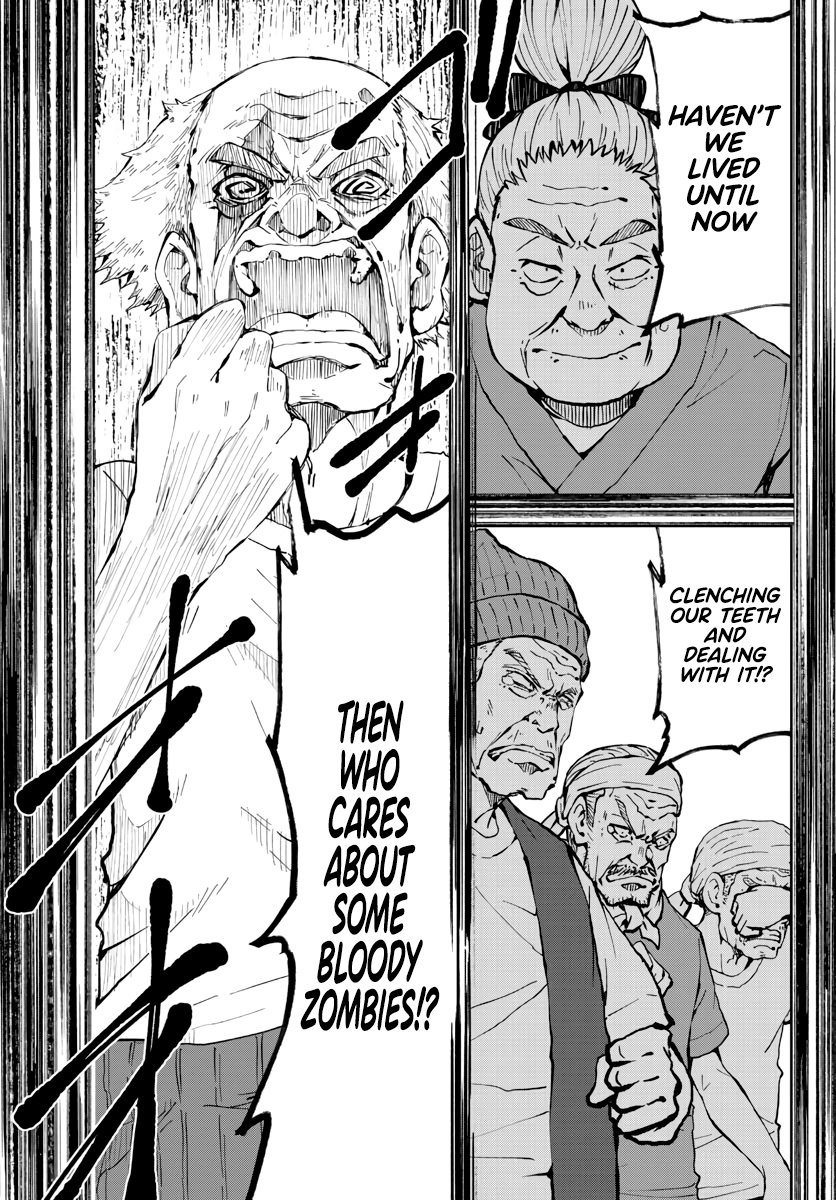 HAVEN'T
WE
LIVED
UNTIL
NOW
CLENCHING
OUR TEETH
AND
DEALING
WITH IT!?
THEN
WHO
CARES
ABOUT
SOME
BLOODY
ZOMBIES!?